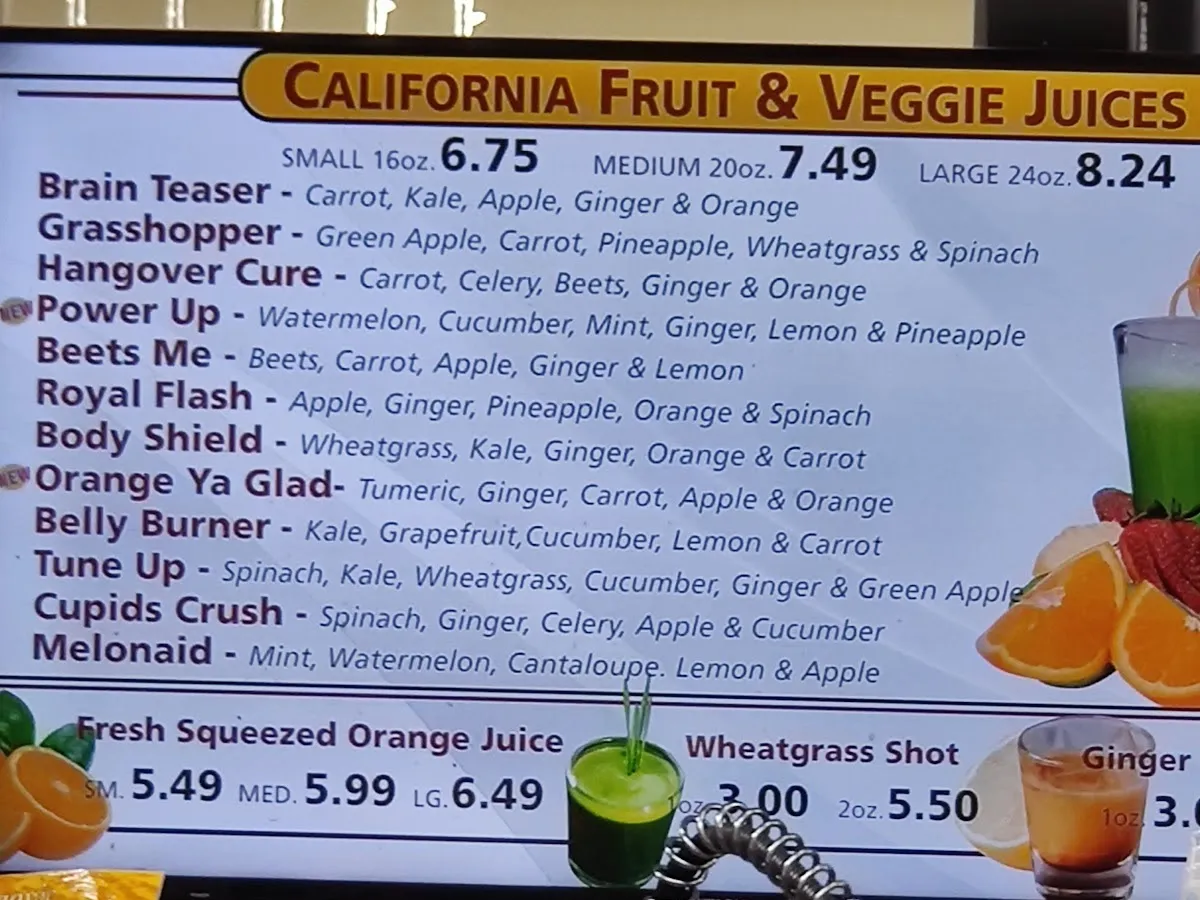 CALIFORNIA FRUIT & VEGGIE JUICES
SMALL 16oz. 6.75 MEDIUM 20oz. 7.49 LARGE 24oz. 8.24
Brain Teaser - Carrot, Kale, Apple, Ginger & Orange
Grasshopper - Green Apple, Carrot, Pineapple, Wheatgrass & Spinach
Hangover Cure - Carrot, Celery, Beets, Ginger & Orange
NEW Power Up - Watermelon, Cucumber, Mint, Ginger, Lemon & Pineapple
Beets Me - Beets, Carrot, Apple, Ginger & Lemon
Royal Flash - Apple, Ginger, Pineapple, Orange & Spinach
Body Shield - Wheatgrass, Kale, Ginger, Orange & Carrot
NEW Orange Ya Glad- Tumeric, Ginger, Carrot, Apple & Orange
Belly Burner - Kale, Grapefruit,Cucumber, Lemon & Carrot
Tune Up - Spinach, Kale, Wheatgrass, Cucumber, Ginger & Green Apple
Cupids Crush - Spinach, Ginger, Celery, Apple & Cucumber
Melonaid - Mint, Watermelon, Cantaloupe. Lemon & Apple
Fresh Squeezed Orange Juice Wheatgrass Shot Ginger
SM. 5.49 MED. 5.99 LG. 6.49 1oz. 3.00 2oz. 5.50 1oz.